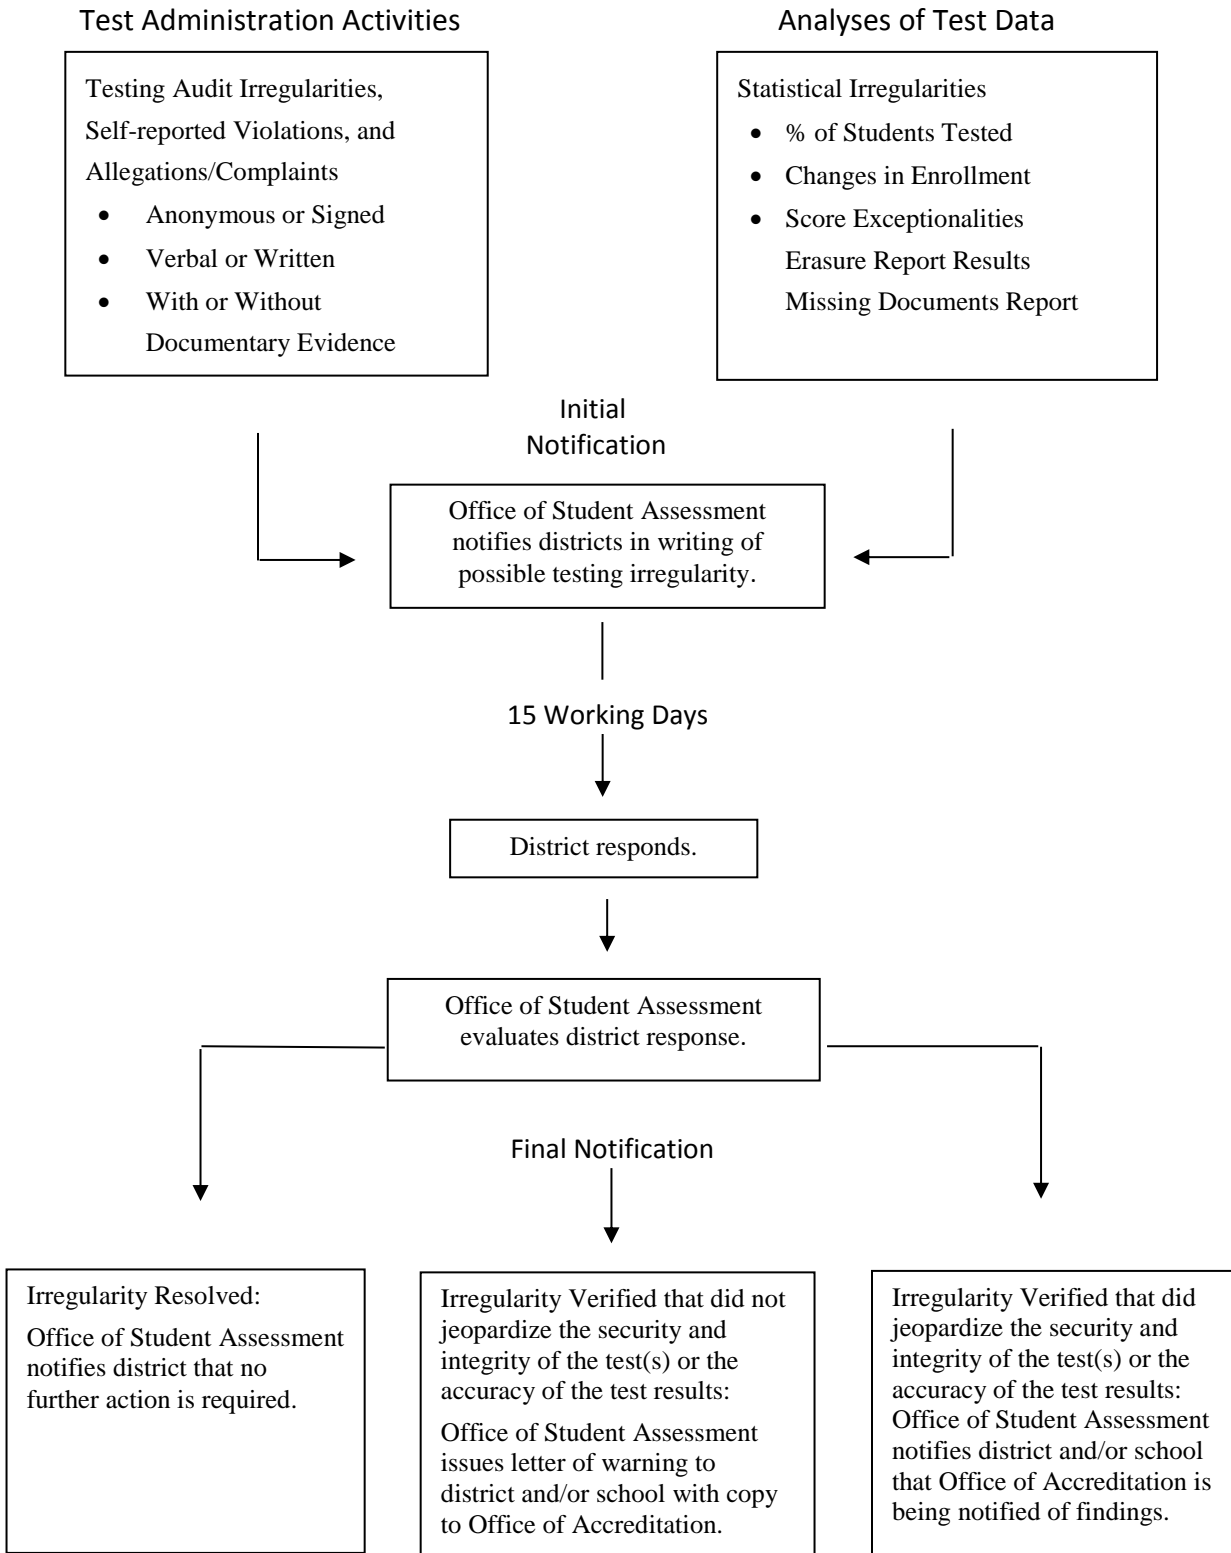 Test Administration Activities
Analyses of Test Data
Testing Audit Irregularities,
Self-reported Violations, and
Allegations/Complaints
• Anonymous or Signed
• Verbal or Written
• With or Without
Documentary Evidence
Statistical Irregularities
• % of Students Tested
• Changes in Enrollment
• Score Exceptionalities
Erasure Report Results
Missing Documents Report
Initial
Notification
Office of Student Assessment
notifies districts in writing of
possible testing irregularity.
15 Working Days
District responds.
Office of Student Assessment
evaluates district response.
Final Notification
Irregularity Resolved:
Office of Student Assessment
notifies district that no
further action is required.
Irregularity Verified that did not
jeopardize the security and
integrity of the test(s) or the
accuracy of the test results:
Office of Student Assessment
issues letter of warning to
district and/or school with copy
to Office of Accreditation.
Irregularity Verified that did
jeopardize the security and
integrity of the test(s) or the
accuracy of the test results:
Office of Student Assessment
notifies district and/or school
that Office of Accreditation is
being notified of findings.